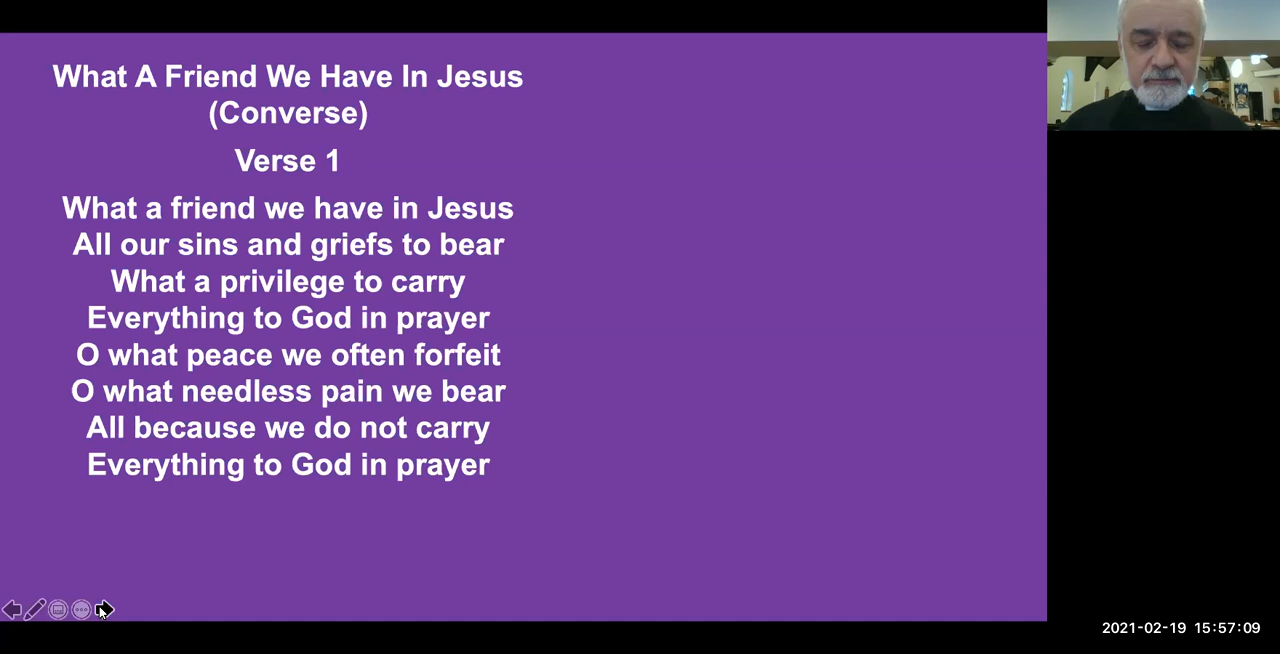 What A Friend We Have In Jesus
(Converse)
Verse 1
What a friend we have in Jesus
All our sins and griefs to bear
What a privilege to carry
Everything to God in prayer
O what peace we often forfeit
O what needless pain we bear
All because we do not carry
Everything to God in prayer
2021-02-19 15:57:09